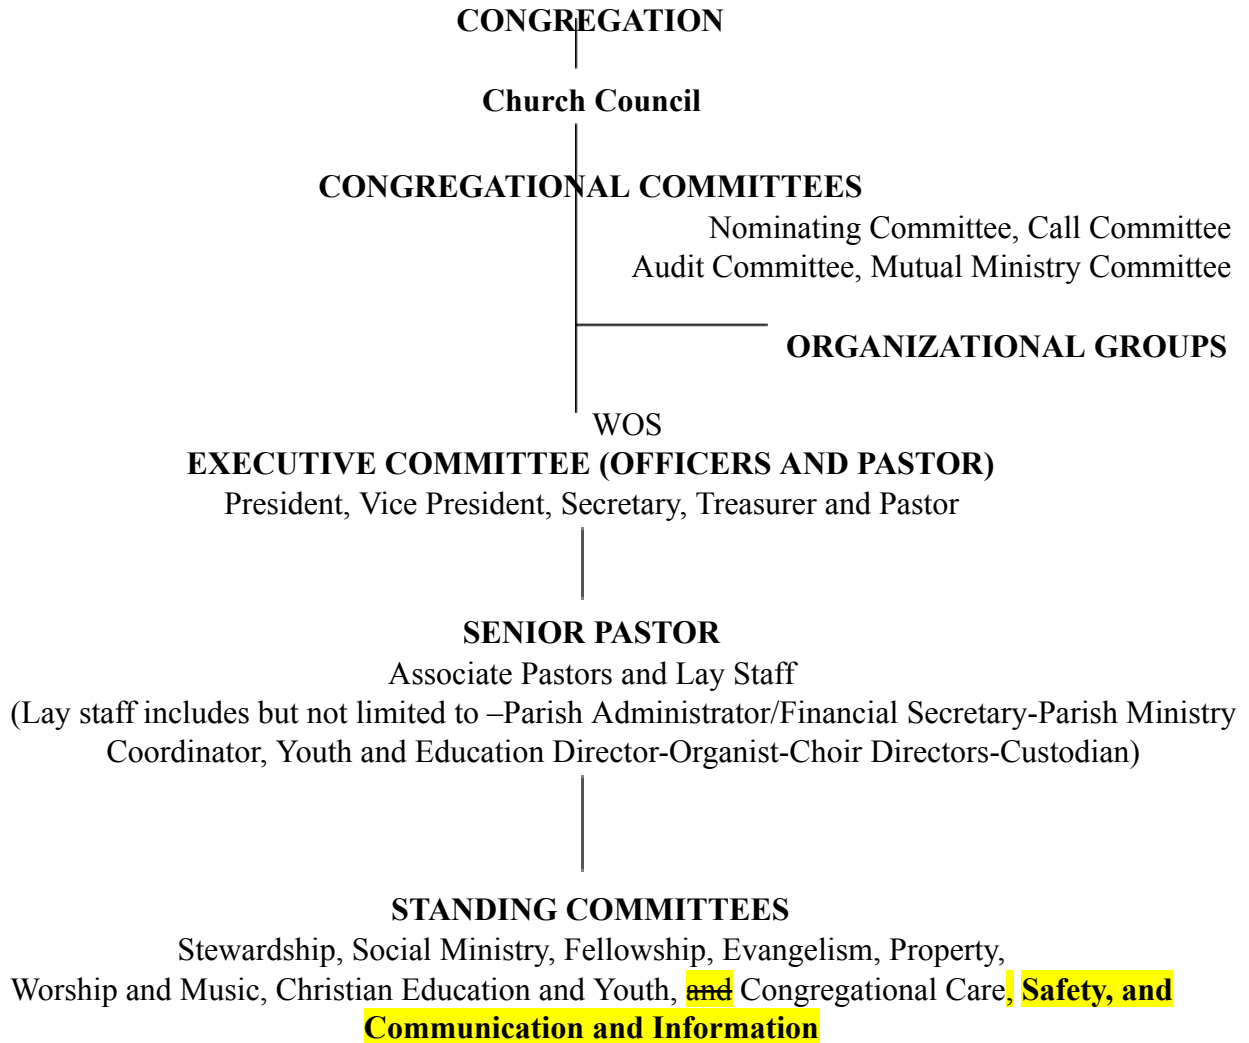 CONGREGATION
Church Council
CONGREGATIONAL COMMITTEES
Nominating Committee, Call Committee
Audit Committee, Mutual Ministry Committee
ORGANIZATIONAL GROUPS
WOS
EXECUTIVE COMMITTEE (OFFICERS AND PASTOR)
President, Vice President, Secretary, Treasurer and Pastor
SENIOR PASTOR
Associate Pastors and Lay Staff
(Lay staff includes but not limited to –Parish Administrator/Financial Secretary-Parish Ministry
Coordinator, Youth and Education Director-Organist-Choir Directors-Custodian)
STANDING COMMITTEES
Stewardship, Social Ministry, Fellowship, Evangelism, Property,
Worship and Music, Christian Education and Youth, and Congregational Care, Safety, and
Communication and Information